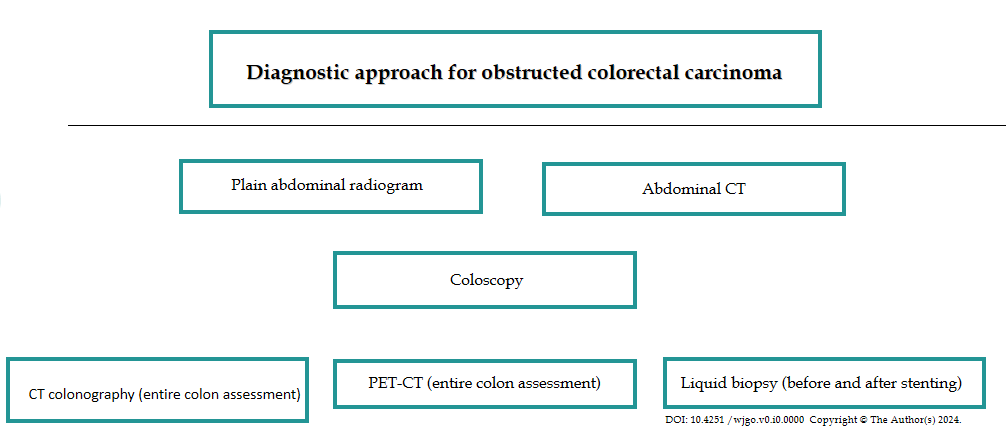 Diagnostic approach for obstructed colorectal carcinoma
Plain abdominal radiogram
Abdominal CT
Coloscopy
CT colonography (entire colon assessment)
PET-CT (entire colon assessment)
Liquid biopsy (before and after stenting)
DOI: 10.4251 /wjgo.v0.i0.0000 Copyright © The Author(s) 2024.